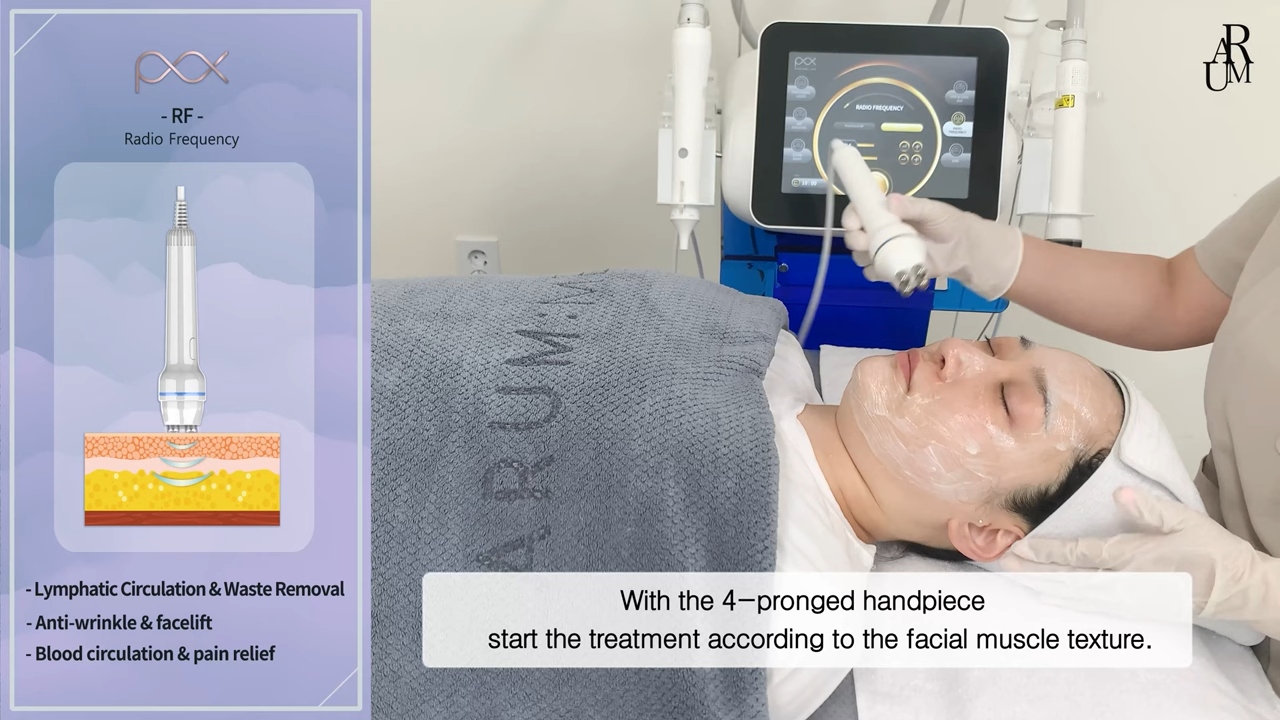 - RF -
Radio Frequency
- Lymphatic Circulation & Waste Removal
- Anti-wrinkle & facelift
- Blood circulation & pain relief
RADIO FREQUENCY
ARUM
ARUM
With the 4-pronged handpiece
start the treatment according to the facial muscle texture.